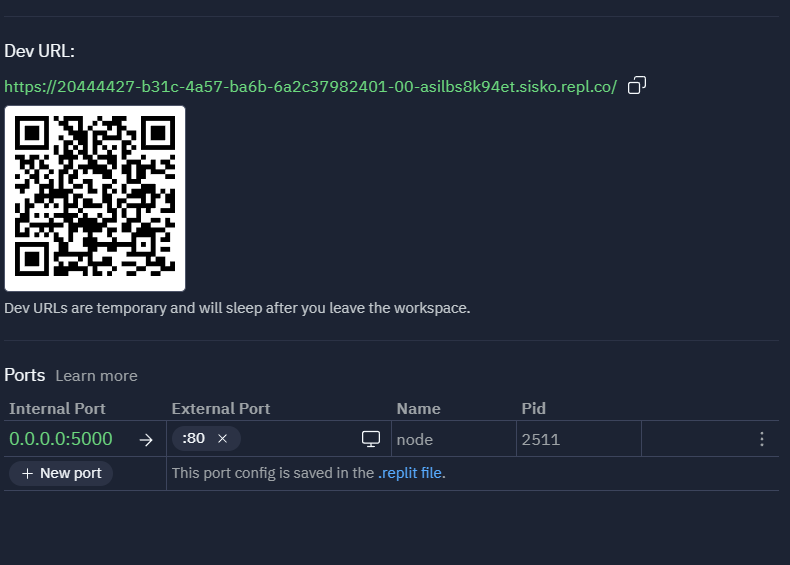 Dev URL:
https://20444427-b31c-4a57-ba6b-6a2c37982401-00-asilbs8k94et.sisko.repl.co/
Dev URLs are temporary and will sleep after you leave the workspace.
Ports Learn more
Internal Port External Port Name Pid
0.0.0.0:5000 → :80 × node 2511
+ New port This port config is saved in the .replit file.